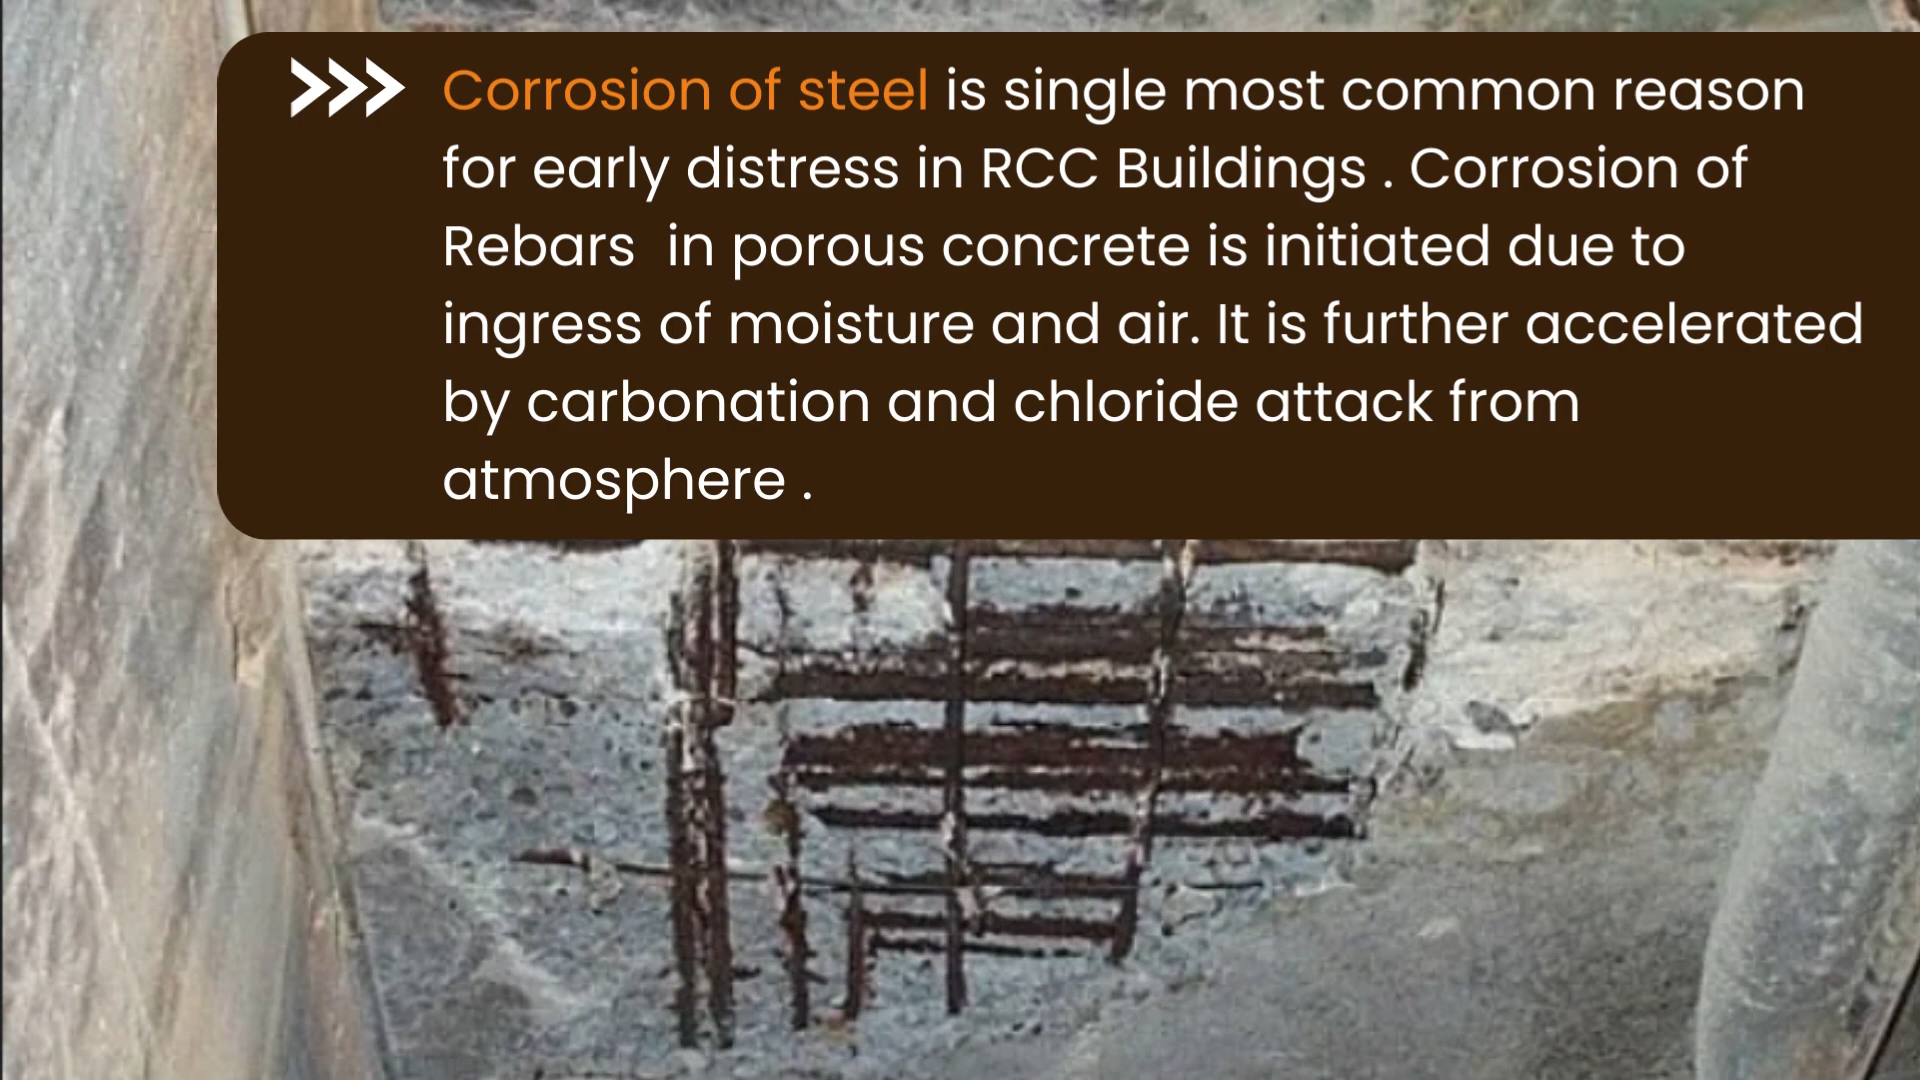 Corrosion of steel is single most common reason
for early distress in RCC Buildings . Corrosion of
Rebars  in porous concrete is initiated due to
ingress of moisture and air. It is further accelerated
by carbonation and chloride attack from
atmosphere .